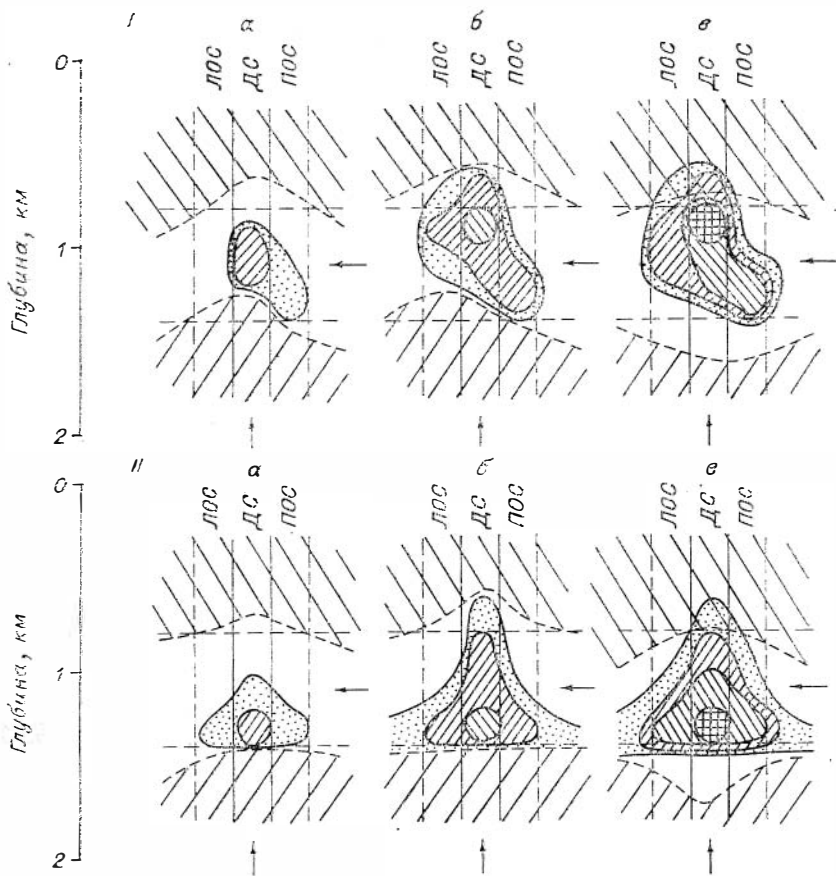 I а б в
0
ЛОС ДС ПОС
ЛОС ДС ПОС
ЛОС ДС ПОС
Глубина, км
1
2
II а б в
0
ЛОС ДС ПОС
ЛОС ДС ПОС
ЛОС ДС ПОС
Глубина, км
1
2